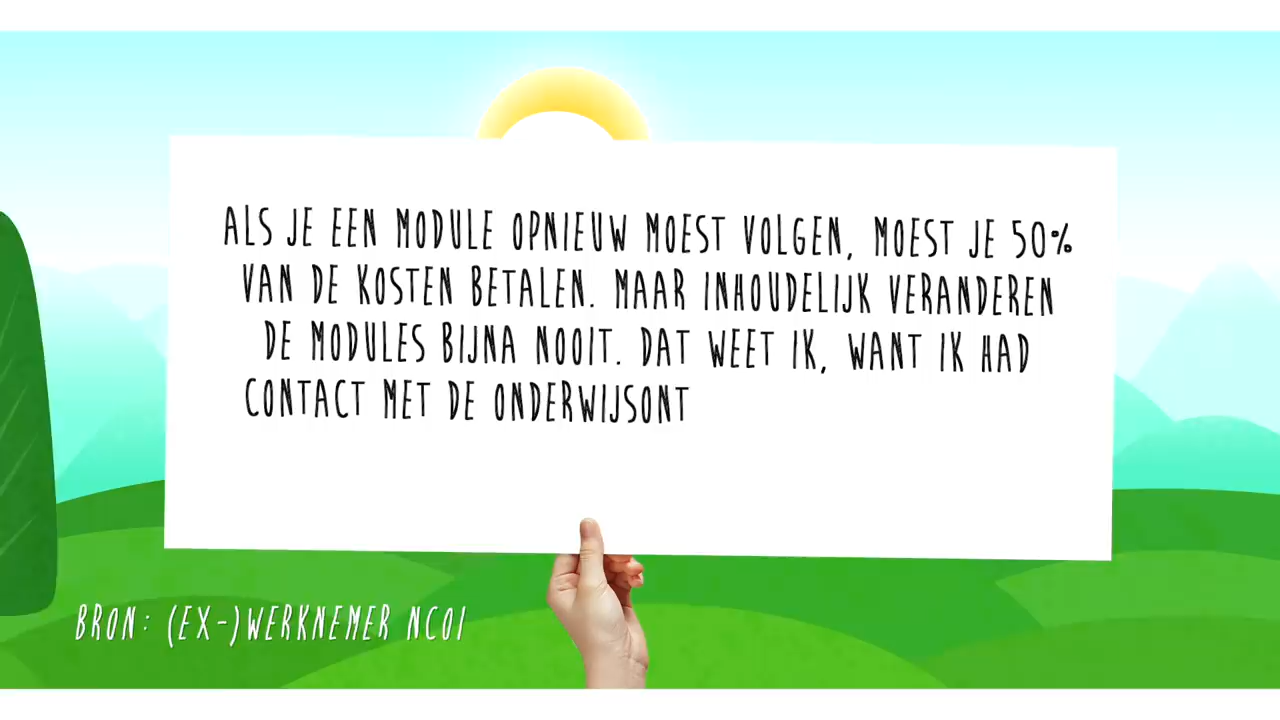 ALS JE EEN MODULE OPNIEUW MOEST VOLGEN, MOEST JE 50%
VAN DE KOSTEN BETALEN. MAAR INHOUDELIJK VERANDEREN
DE MODULES BIJNA NOOIT. DAT WEET IK, WANT IK HAD
CONTACT MET DE ONDERWIJSONT
BRON: (EX-)WERKNEMER NCOI